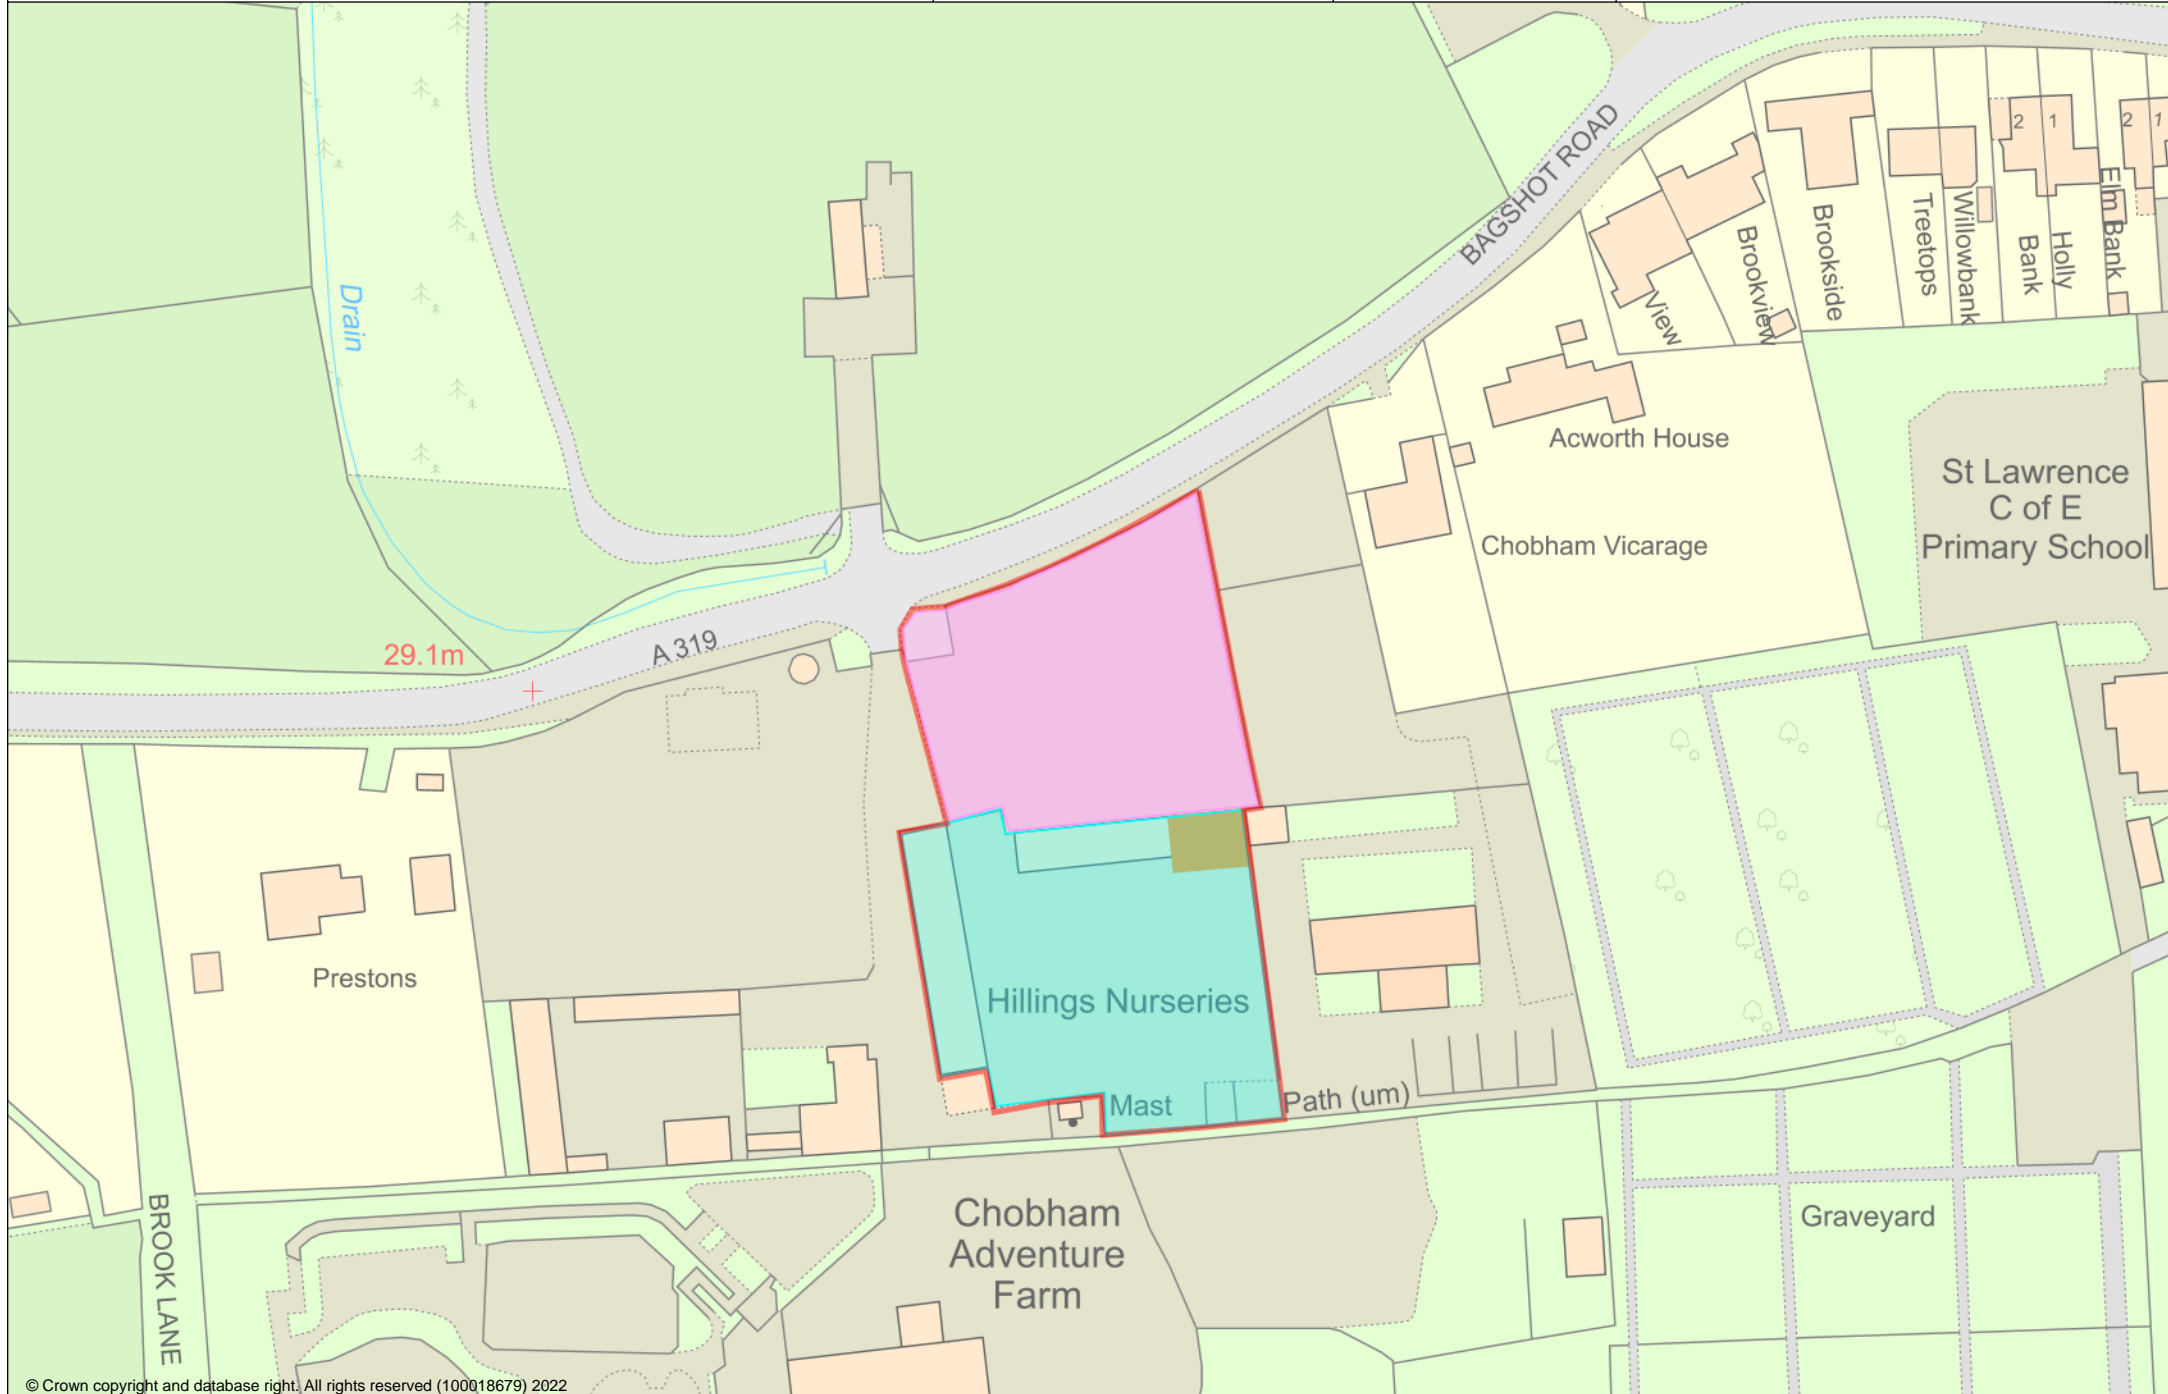 BAGSHOT ROAD
2
1
2
1
Elm Bank
Holly
Bank
Willowbank
Treetops
Brookside
Brookview
View
Drain
Acworth House
St Lawrence
C of E
Primary School
Chobham Vicarage
A 319
29.1m
Prestons
Hillings Nurseries
Mast
Path (um)
BROOK LANE
Chobham
Adventure
Farm
Graveyard
© Crown copyright and database right. All rights reserved (100018679) 2022